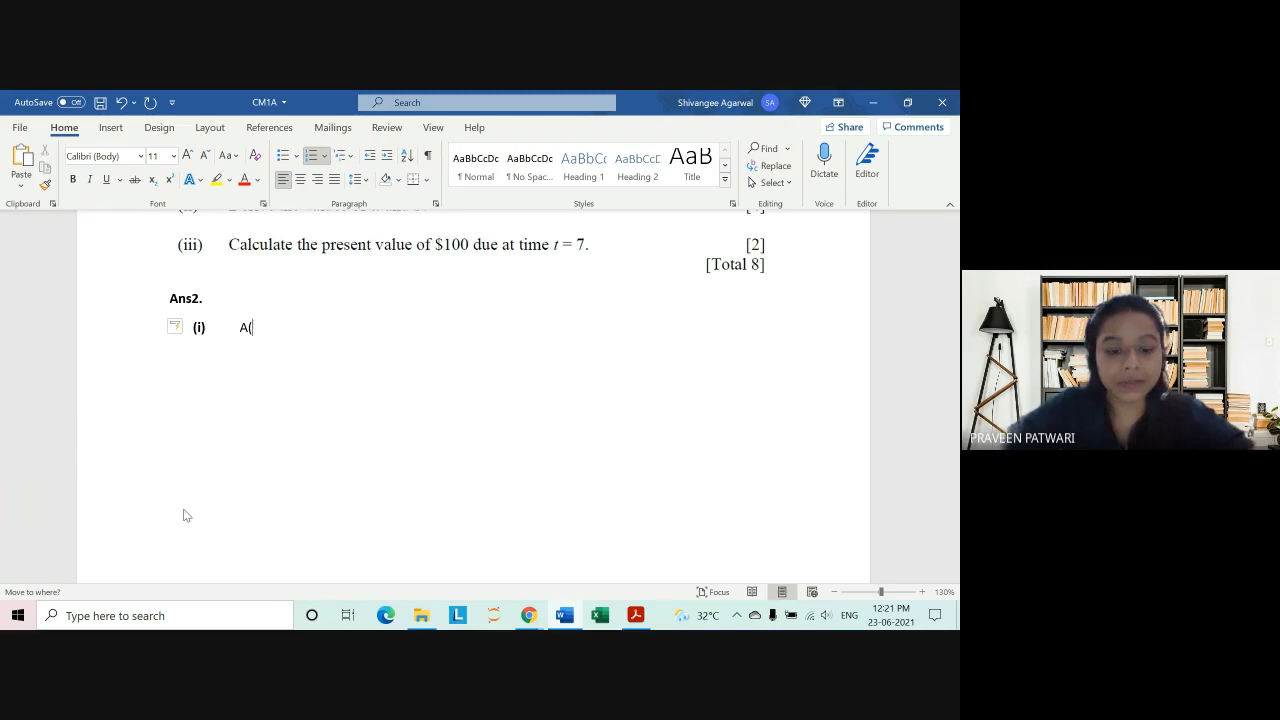 AutoSave Off CM1A Search Shivangee Agarwal SA
File Home Insert Design Layout References Mailings Review View Help Share Comments
Paste Calibri (Body) 11 Aa AaBbCcDc AaBbCcDc AaBbCc AaBbCcD AaB Find
Replace
¶ Normal ¶ No Spac... Heading 1 Heading 2 Title Select Dictate Editor
Clipboard Font Paragraph Styles Editing Voice Editor
(iii) Calculate the present value of $100 due at time t = 7. [2]
[Total 8]
Ans2.
(i) A(
PRAVEEN PATWARI
Move to where? Focus 130%
Type here to search 32°C ENG 12:21 PM
23-06-2021